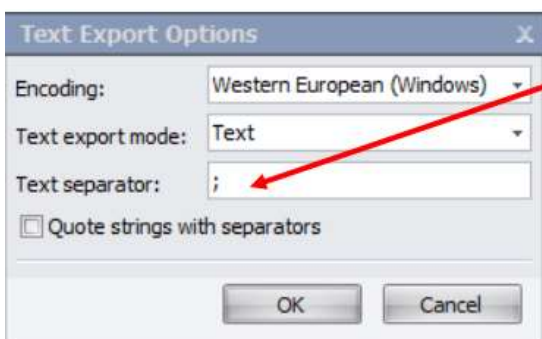 Text Export Options X
Encoding: Western European (Windows)
Text export mode: Text
Text separator: ;
Quote strings with separators
OK Cancel